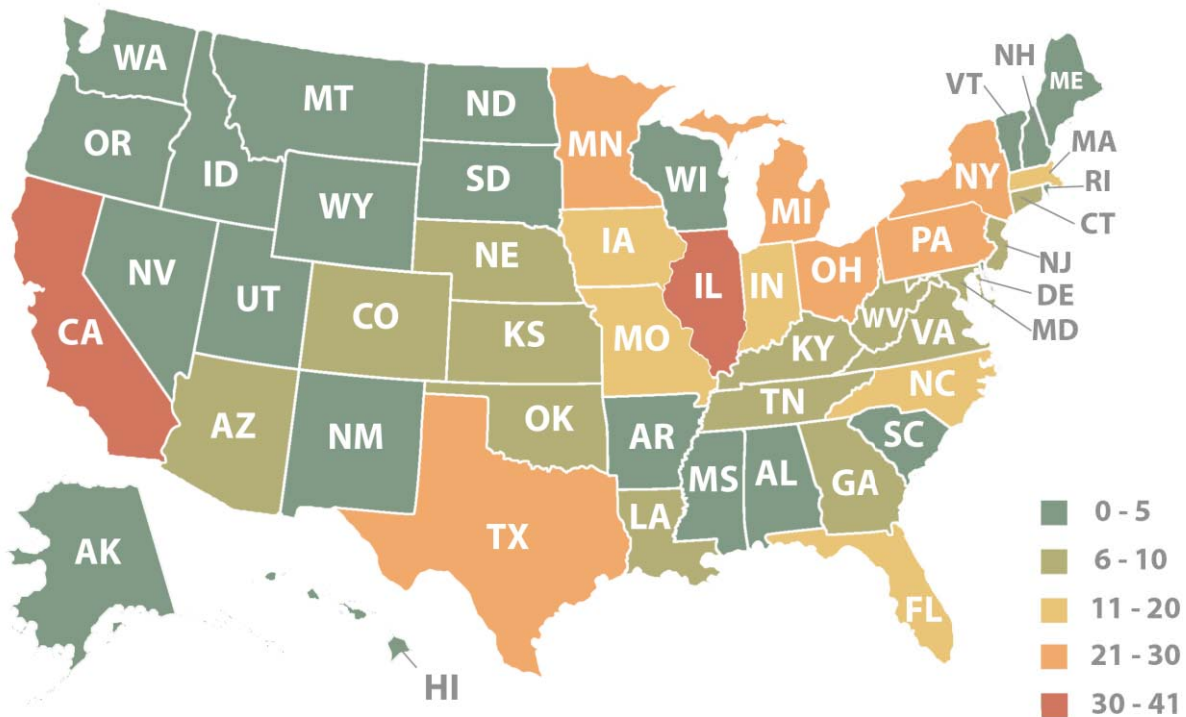 WA
MT
ND
MN
VT
NH
ME
OR
ID
WY
SD
WI
MI
NY
MA
RI
CT
NV
UT
CO
NE
IA
IL
IN
OH
PA
NJ
DE
MD
CA
KS
MO
KY
WV
VA
AZ
NM
OK
AR
TN
NC
SC
TX
LA
MS
AL
GA
FL
AK
HI
0 - 5
6 - 10
11 - 20
21 - 30
30 - 41